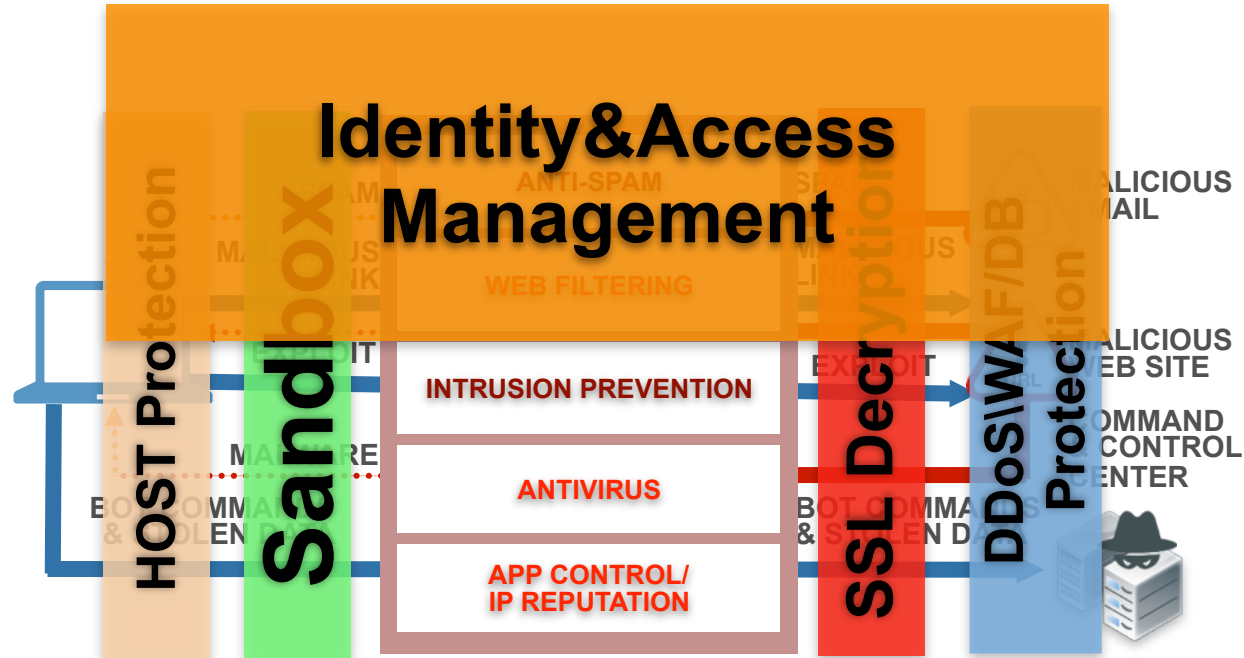 Identity&Access
Management
HOST Protection
Sandbox
SSL Decryption
DDoS\WAF/DB
Protection
ANTI-SPAM
WEB FILTERING
INTRUSION PREVENTION
ANTIVIRUS
APP CONTROL/
IP REPUTATION
EXPLOIT
EXPLOIT
MALWARE
BOT COMMANDS
& STOLEN DATA
BOT COMMANDS
& STOLEN DATA
MALICIOUS
LINK
MALICIOUS
EMAIL
MALICIOUS
WEB SITE
COMMAND
& CONTROL
CENTER